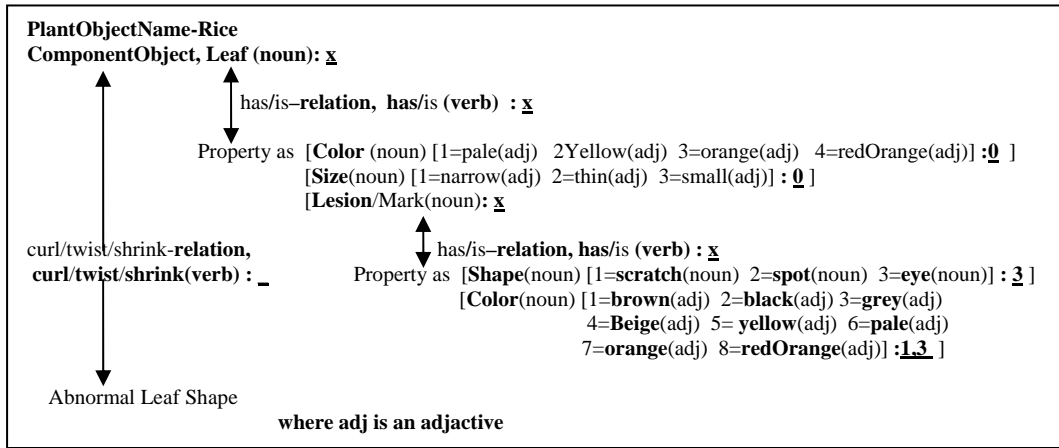 PlantObjectName-Rice
ComponentObject, Leaf (noun): x
has/is–relation, has/is (verb) : x
Property as [Color (noun) [1=pale(adj) 2Yellow(adj) 3=orange(adj) 4=redOrange(adj)] :0 ]
[Size(noun) [1=narrow(adj) 2=thin(adj) 3=small(adj)] : 0 ]
[Lesion/Mark(noun): x
curl/twist/shrink-relation,
curl/twist/shrink(verb) : _
has/is–relation, has/is (verb) : x
Property as [Shape(noun) [1=scratch(noun) 2=spot(noun) 3=eye(noun)] : 3 ]
[Color(noun) [1=brown(adj) 2=black(adj) 3=grey(adj)
4=Beige(adj) 5= yellow(adj) 6=pale(adj)
7=orange(adj) 8=redOrange(adj)] :1,3 ]
Abnormal Leaf Shape
where adj is an adjactive